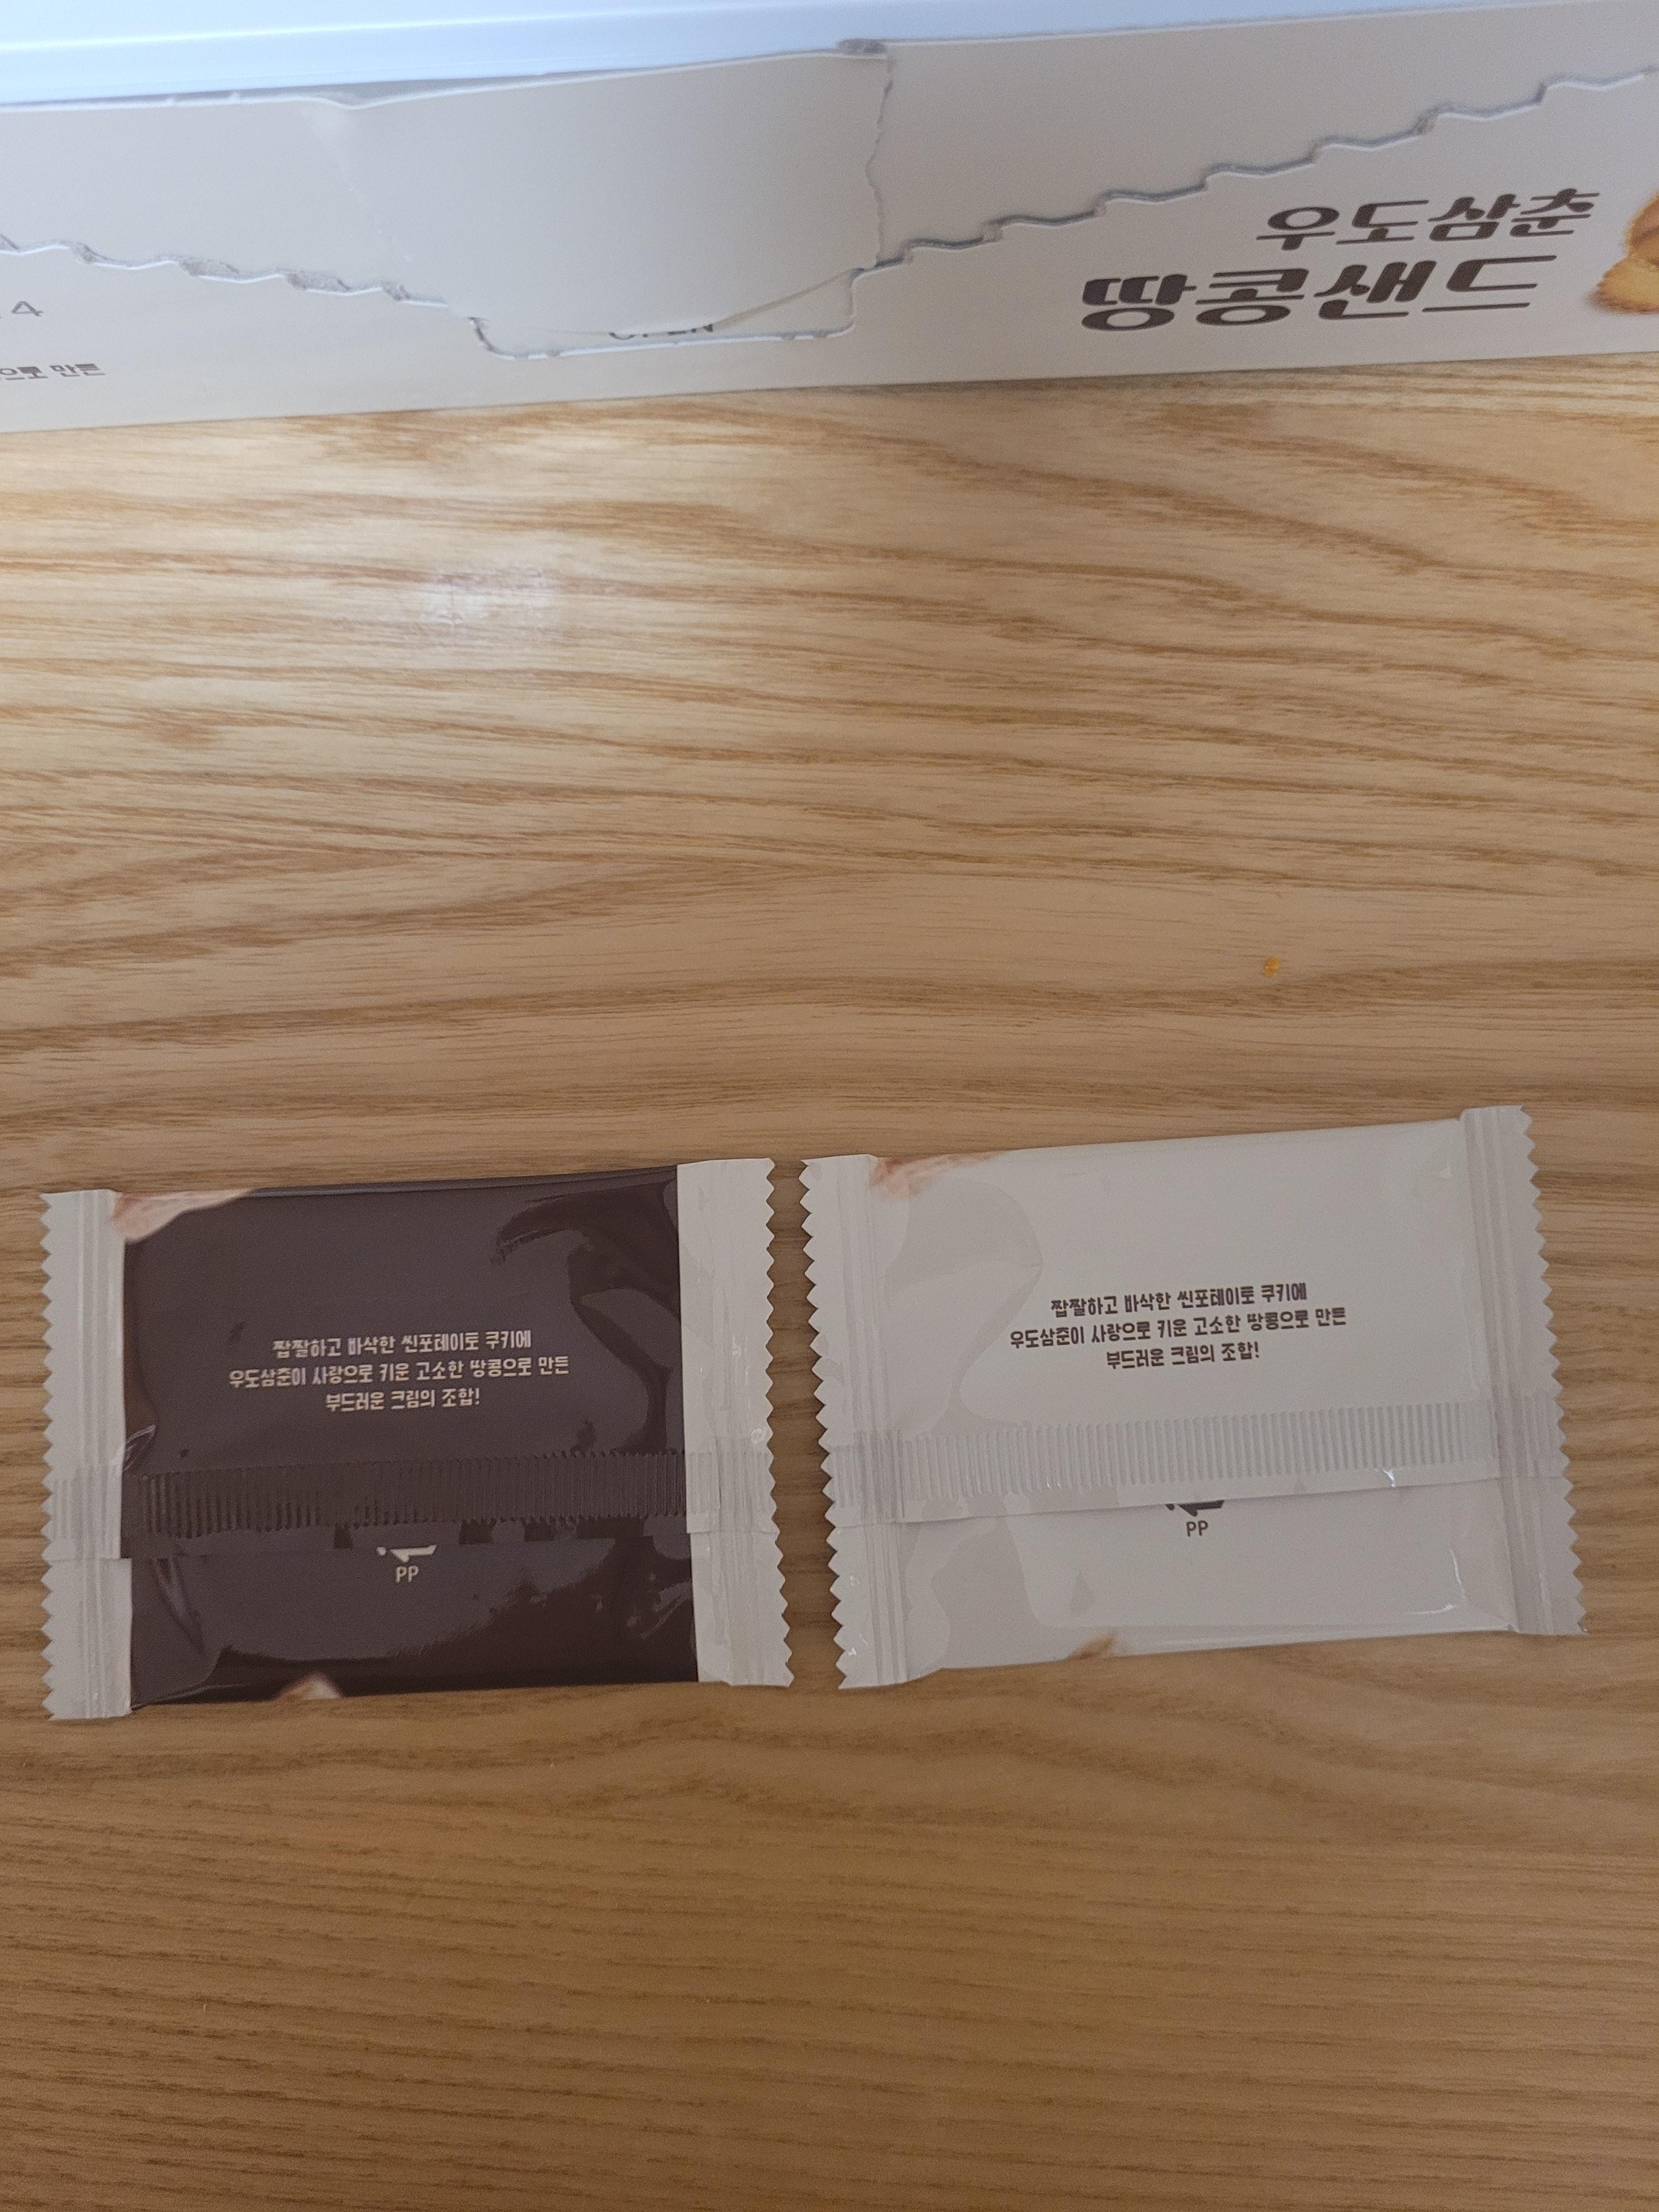 우도삼춘
땅콩샌드
만든
짭짤하고 바삭한 씬포테이토 쿠키에
우도삼춘이 사랑으로 키운 고소한 땅콩으로 만든
부드러운 크림의 조합!
PP
짭짤하고 바삭한 씬포테이토 쿠키에
우도삼춘이 사랑으로 키운 고소한 땅콩으로 만든
부드러운 크림의 조합!
PP